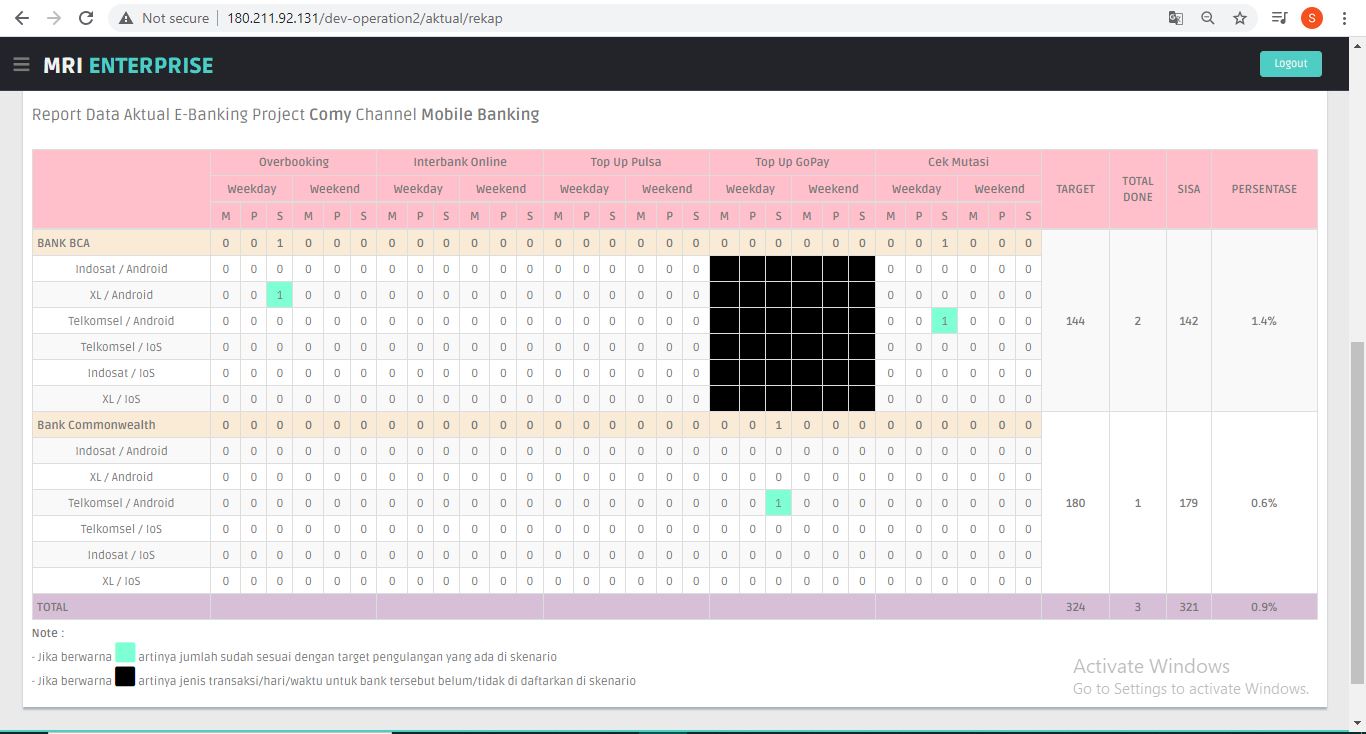 Not secure | 180.211.92.131/dev-operation2/aktual/rekap S
MRI ENTERPRISE Logout
Report Data Aktual E-Banking Project Comy Channel Mobile Banking
Overbooking Interbank Online Top Up Pulsa Top Up GoPay Cek Mutasi
Weekday Weekend Weekday Weekend Weekday Weekend Weekday Weekend Weekday Weekend TARGET TOTAL DONE SISA PERSENTASE
M P S M P S M P S M P S M P S M P S M P S M P S M P S M P S
BANK BCA 0 0 1 0 0 0 0 0 0 0 0 0 0 0 0 0 0 0 0 0 0 0 0 0 0 0 1 0 0 0
Indosat / Android 0 0 0 0 0 0 0 0 0 0 0 0 0 0 0 0 0 0 0 0 0 0 0 0
XL / Android 0 0 1 0 0 0 0 0 0 0 0 0 0 0 0 0 0 0 0 0 0 0 0 0
Telkomsel / Android 0 0 0 0 0 0 0 0 0 0 0 0 0 0 0 0 0 0 0 0 1 0 0 0 144 2 142 1.4%
Telkomsel / IoS 0 0 0 0 0 0 0 0 0 0 0 0 0 0 0 0 0 0 0 0 0 0 0 0
Indosat / IoS 0 0 0 0 0 0 0 0 0 0 0 0 0 0 0 0 0 0 0 0 0 0 0 0
XL / IoS 0 0 0 0 0 0 0 0 0 0 0 0 0 0 0 0 0 0 0 0 0 0 0 0
Bank Commonwealth 0 0 0 0 0 0 0 0 0 0 0 0 0 0 0 0 0 0 0 0 1 0 0 0 0 0 0 0 0 0
Indosat / Android 0 0 0 0 0 0 0 0 0 0 0 0 0 0 0 0 0 0 0 0 0 0 0 0 0 0 0 0 0 0
XL / Android 0 0 0 0 0 0 0 0 0 0 0 0 0 0 0 0 0 0 0 0 0 0 0 0 0 0 0 0 0 0
Telkomsel / Android 0 0 0 0 0 0 0 0 0 0 0 0 0 0 0 0 0 0 0 0 1 0 0 0 0 0 0 0 0 0 180 1 179 0.6%
Telkomsel / IoS 0 0 0 0 0 0 0 0 0 0 0 0 0 0 0 0 0 0 0 0 0 0 0 0 0 0 0 0 0 0
Indosat / IoS 0 0 0 0 0 0 0 0 0 0 0 0 0 0 0 0 0 0 0 0 0 0 0 0 0 0 0 0 0 0
XL / IoS 0 0 0 0 0 0 0 0 0 0 0 0 0 0 0 0 0 0 0 0 0 0 0 0 0 0 0 0 0 0
TOTAL 324 3 321 0.9%
Note :
- Jika berwarna artinya jumlah sudah sesuai dengan target pengulangan yang ada di skenario
- Jika berwarna artinya jenis transaksi/hari/waktu untuk bank tersebut belum/tidak di daftarkan di skenario
Activate Windows
Go to Settings to activate Windows.